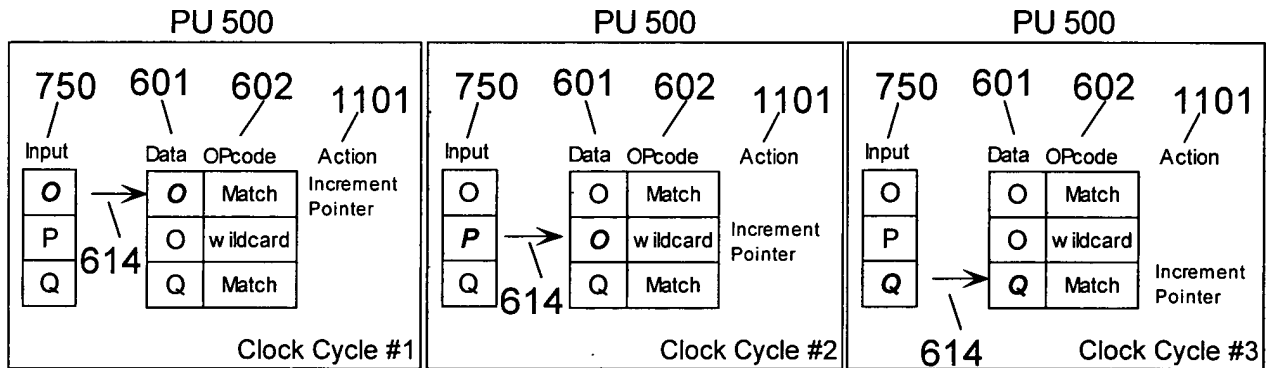 PU 500
750 601 602 1101
Input Data OPcode Action
O O Match Increment
Pointer
P O wildcard
614
Q Q Match
Clock Cycle #1
PU 500
750 601 602 1101
Input Data OPcode Action
O O Match
P O wildcard Increment
Pointer
Q Q Match
614
Clock Cycle #2
PU 500
750 601 602 1101
Input Data OPcode Action
O O Match
P O wildcard
Q Q Match Increment
Pointer
614
Clock Cycle #3